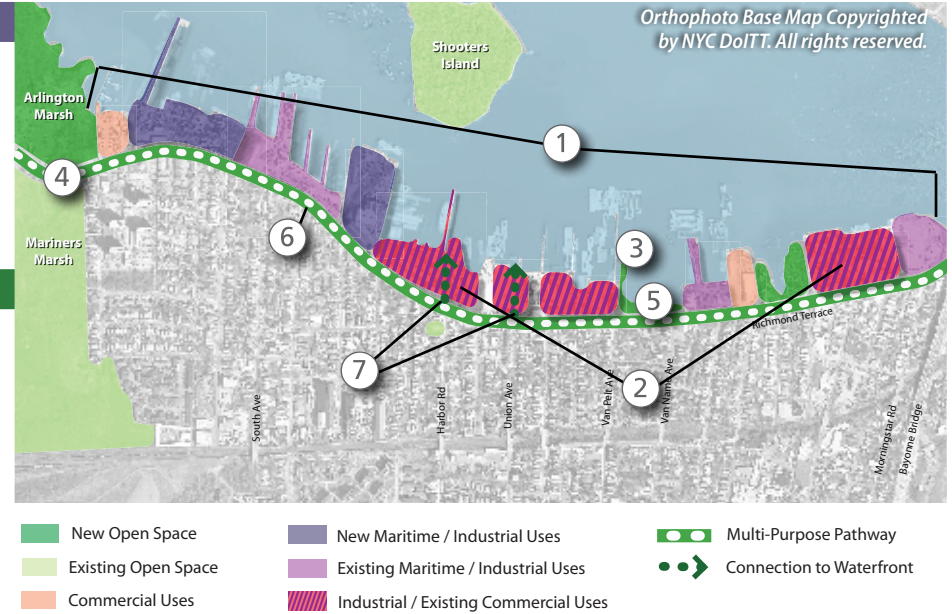 Orthophoto Base Map Copyrighted
by NYC DoITT. All rights reserved.
Shooters
Island
Arlington
Marsh
1
4
Mariners
Marsh
6
3
5
Richmond Terrace
7
2
South Ave
Harbor Rd
Union Ave
Van Pelt Ave
Van Name Ave
Morningstar Rd
Bayonne Bridge
New Open Space
Existing Open Space
Commercial Uses
New Maritime / Industrial Uses
Existing Maritime / Industrial Uses
Industrial / Existing Commercial Uses
Multi-Purpose Pathway
Connection to Waterfront